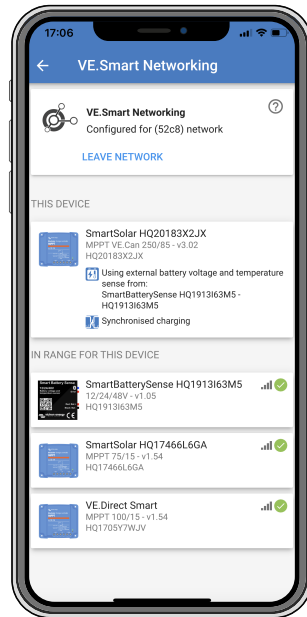 17:06
VE.Smart Networking
VE.Smart Networking
Configured for (52c8) network
LEAVE NETWORK
THIS DEVICE
SmartSolar HQ20183X2JX
MPPT VE.Can 250/85 - v3.02
HQ20183X2JX
Using external battery voltage and temperature
sense from:
SmartBatterySense HQ1913I63M5 -
HQ1913I63M5
Synchronised charging
IN RANGE FOR THIS DEVICE
Smart Battery Sense
SmartBatterySense HQ1913I63M5
12/24/48V - v1.05
HQ1913I63M5
SmartSolar HQ17466L6GA
MPPT 75/15 - v1.54
HQ17466L6GA
VE.Direct Smart
MPPT 100/15 - v1.54
HQ1705Y7WJV